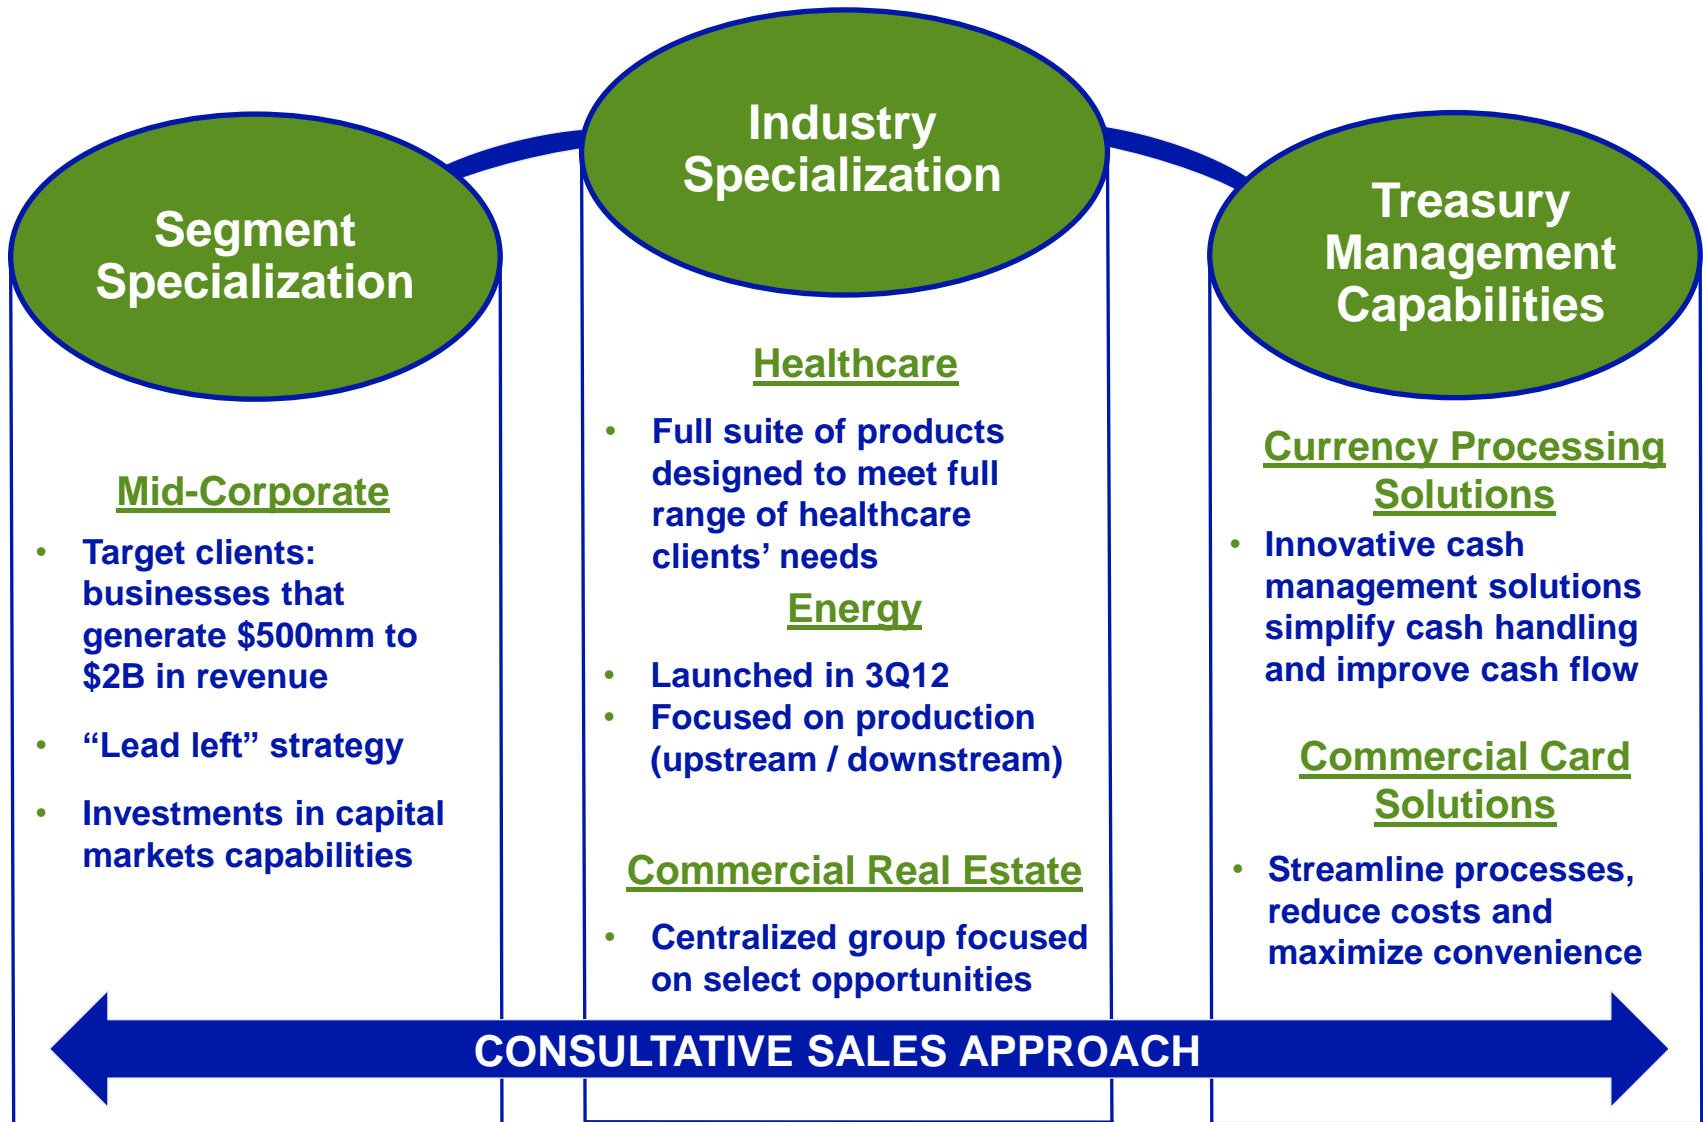 Segment
Specialization
Mid-Corporate
• Target clients:
businesses that
generate $500mm to
$2B in revenue
• “Lead left” strategy
• Investments in capital
markets capabilities
Industry
Specialization
Healthcare
• Full suite of products
designed to meet full
range of healthcare
clients’ needs
Energy
• Launched in 3Q12
• Focused on production
(upstream / downstream)
Commercial Real Estate
• Centralized group focused
on select opportunities
Treasury
Management
Capabilities
Currency Processing
Solutions
• Innovative cash
management solutions
simplify cash handling
and improve cash flow
Commercial Card
Solutions
• Streamline processes,
reduce costs and
maximize convenience
CONSULTATIVE SALES APPROACH